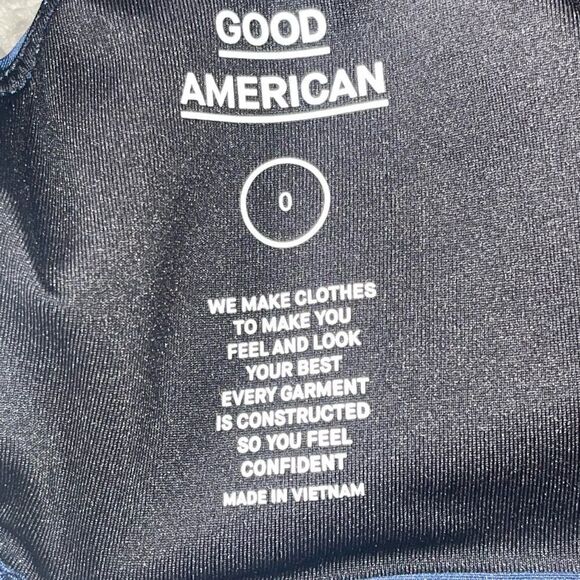 GOOD
AMERICAN
0
WE MAKE CLOTHES
TO MAKE YOU
FEEL AND LOOK
YOUR BEST
EVERY GARMENT
IS CONSTRUCTED
SO YOU FEEL
CONFIDENT
MADE IN VIETNAM